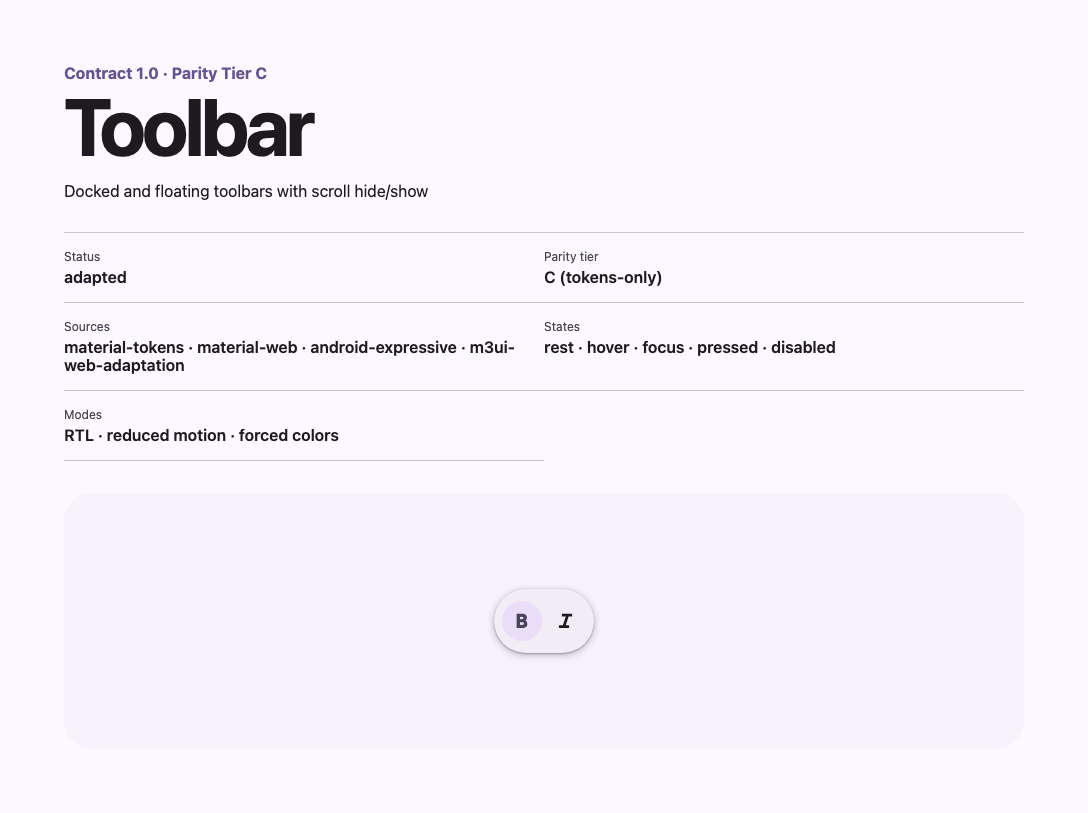 Contract 1.0 · Parity Tier C
Toolbar
Docked and floating toolbars with scroll hide/show
Status
adapted
Parity tier
C (tokens-only)
Sources
material-tokens · material-web · android-expressive · m3ui-
web-adaptation
States
rest · hover · focus · pressed · disabled
Modes
RTL · reduced motion · forced colors
B I